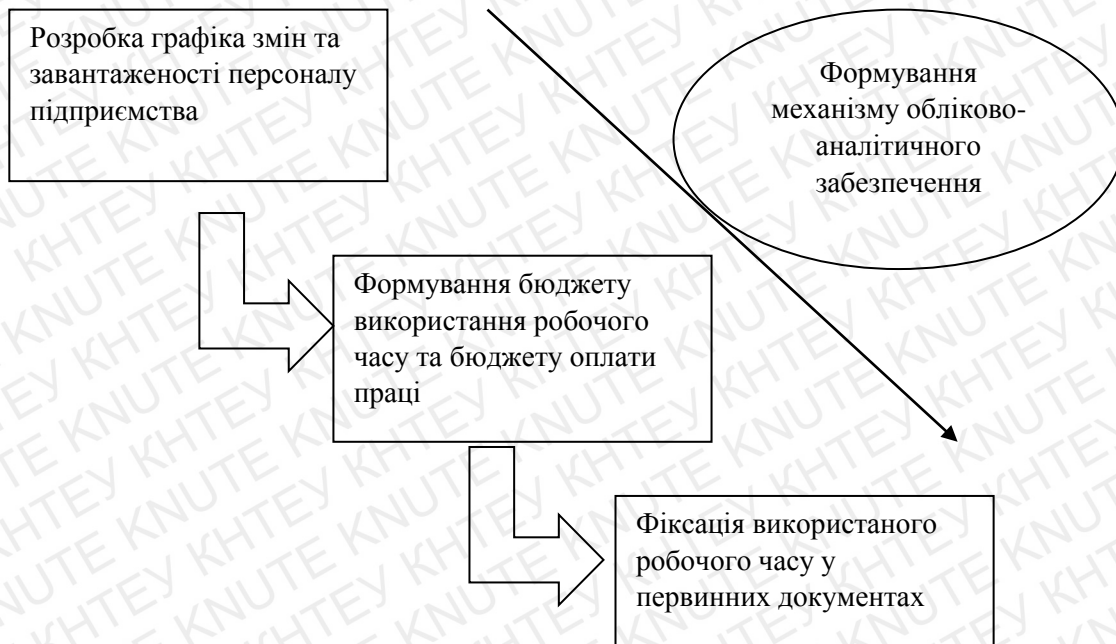 Розробка графіка змін та
завантаженості персоналу
підприємства
Формування
механізму обліково-
аналітичного
забезпечення
Формування бюджету
використання робочого
часу та бюджету оплати
праці
Фіксація використаного
робочого часу у
первинних документах